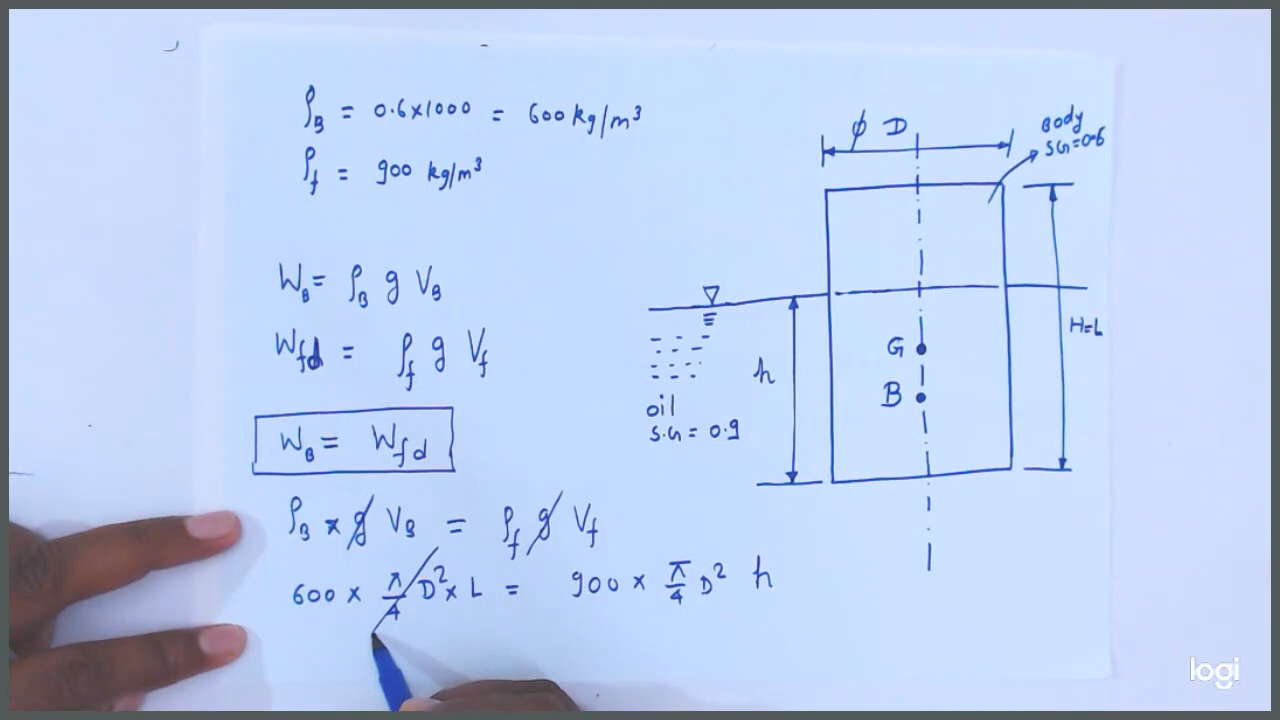 ρB = 0.6×1000 = 600 kg/m³
ρf = 900 kg/m³
WB = ρB g VB
Wfd = ρf g Vf
WB = Wfd
ρB × g VB = ρf g Vf
600 × π/4 D² × L = 900 × π/4 D² h
ϕ D
Body
SG=0.6
H=L
G
B
h
oil
S.G = 0.9
logi